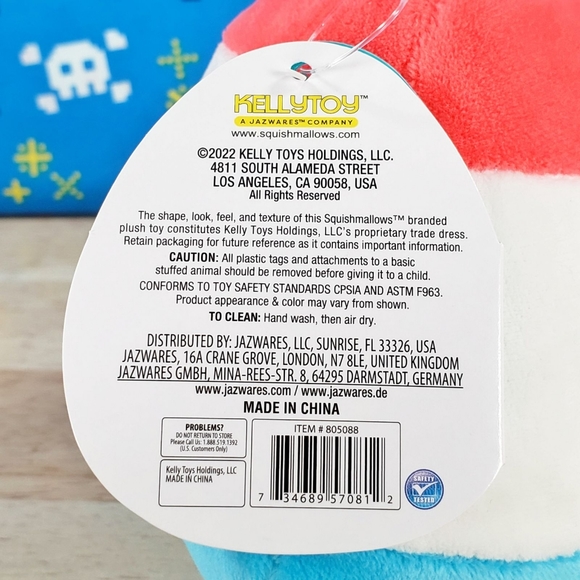 KELLYTOY™
A JAZWARES™ COMPANY
www.squishmallows.com
©2022 KELLY TOYS HOLDINGS, LLC.
4811 SOUTH ALAMEDA STREET
LOS ANGELES, CA 90058, USA
All Rights Reserved
The shape, look, feel, and texture of this Squishmallows™ branded
plush toy constitutes Kelly Toys Holdings, LLC's proprietary trade dress.
Retain packaging for future reference as it contains important information.
CAUTION: All plastic tags and attachments to a basic
stuffed animal should be removed before giving it to a child.
CONFORMS TO TOY SAFETY STANDARDS CPSIA AND ASTM F963.
Product appearance & color may vary from shown.
TO CLEAN: Hand wash, then air dry.
DISTRIBUTED BY: JAZWARES, LLC, SUNRISE, FL 33326, USA
JAZWARES, 16A CRANE GROVE, LONDON, N7 8LE, UNITED KINGDOM
JAZWARES GMBH, MINA-REES-STR. 8, 64295 DARMSTADT, GERMANY
www.jazwares.com / www.jazwares.de
MADE IN CHINA
PROBLEMS?
DO NOT RETURN TO STORE
Please Call Us: 1.888.519.1392
(U.S. Customers Only)
Kelly Toys Holdings, LLC
MADE IN CHINA
ITEM # 805088
7 34689 57081 2
SAFETY
TESTED